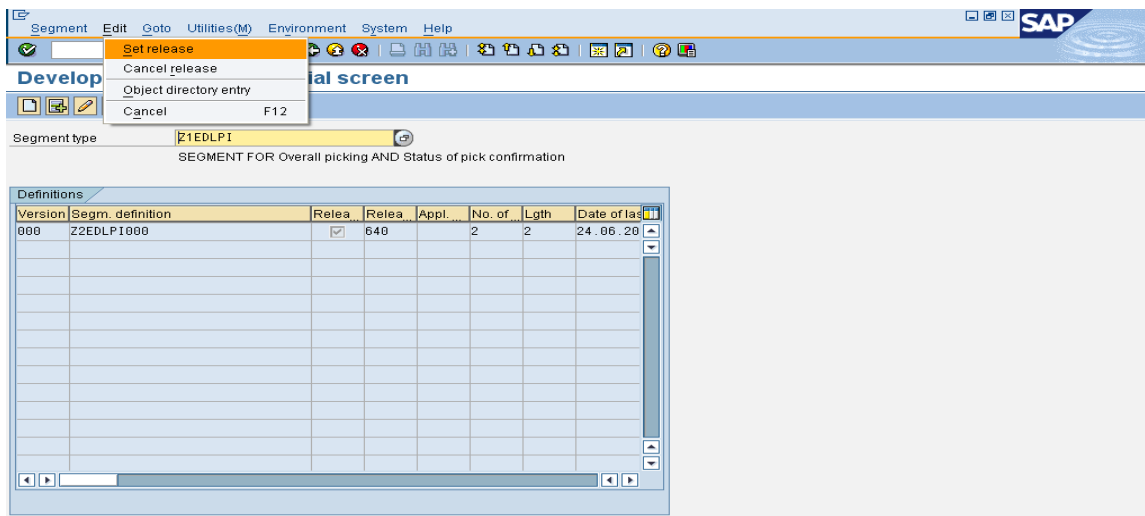 Segment Edit Goto Utilities(M) Environment System Help
SAP
Set release
Cancel release
Object directory entry
Cancel F12
Develop ial screen
Segment type Z1EDLPI
SEGMENT FOR Overall picking AND Status of pick confirmation
Definitions
Version Segm. definition Relea... Relea... Appl. ... No. of ... Lgth Date of las
000 Z2EDLPI000 640 2 2 24.06.20